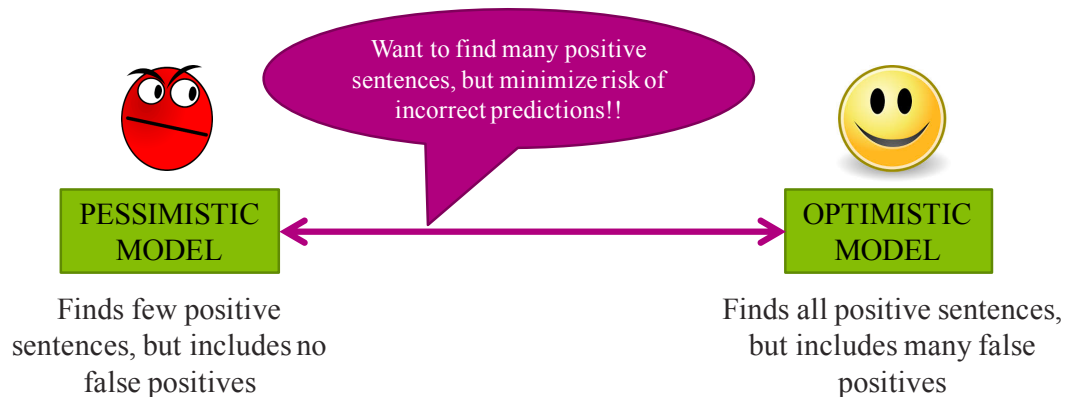 Want to find many positive
sentences, but minimize risk of
incorrect predictions!!
PESSIMISTIC
MODEL
OPTIMISTIC
MODEL
Finds few positive
sentences, but includes no
false positives
Finds all positive sentences,
but includes many false
positives